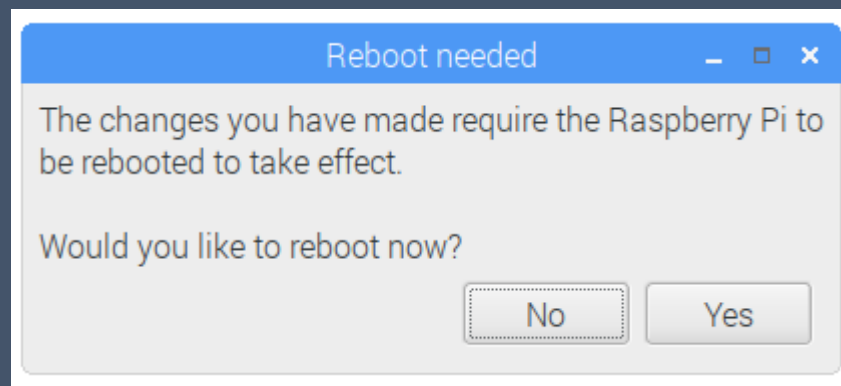 Reboot needed
The changes you have made require the Raspberry Pi to
be rebooted to take effect.
Would you like to reboot now?
No Yes